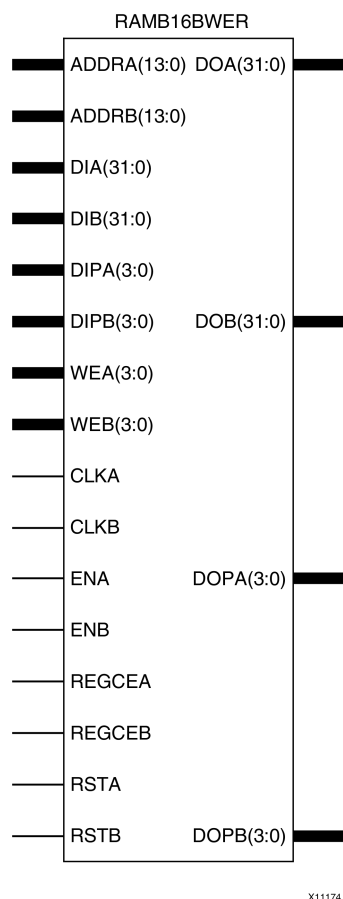 RAMB16BWER
ADDRA(13:0) DOA(31:0)
ADDRB(13:0)
DIA(31:0)
DIB(31:0)
DIPA(3:0)
DIPB(3:0) DOB(31:0)
WEA(3:0)
WEB(3:0)
CLKA
CLKB
ENA DOPA(3:0)
ENB
REGCEA
REGCEB
RSTA
RSTB DOPB(3:0)
X11174